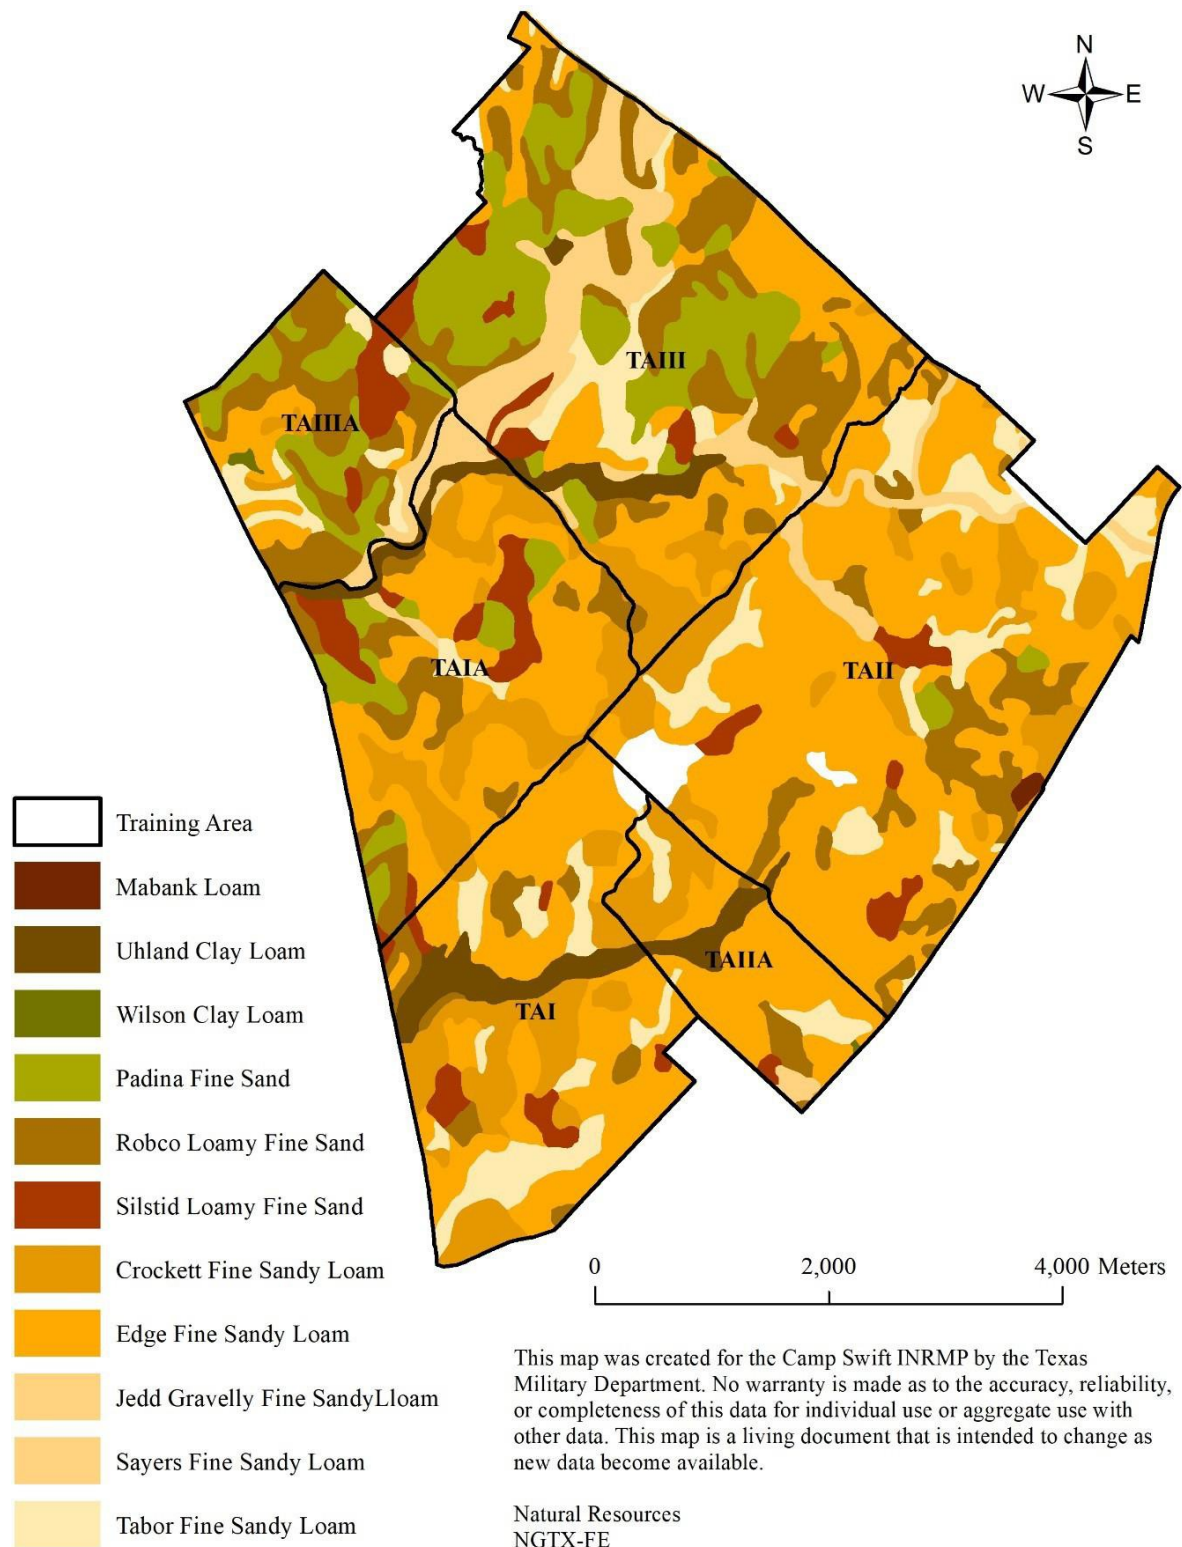 N
W E
S
TAIII
TAIIIA
TAIA
TAII
TAIIA
TAI
Training Area
Mabank Loam
Uhland Clay Loam
Wilson Clay Loam
Padina Fine Sand
Robco Loamy Fine Sand
Silstid Loamy Fine Sand
Crockett Fine Sandy Loam
Edge Fine Sandy Loam
Jedd Gravelly Fine SandyLloam
Sayers Fine Sandy Loam
Tabor Fine Sandy Loam
0 2,000 4,000 Meters
This map was created for the Camp Swift INRMP by the Texas
Military Department. No warranty is made as to the accuracy, reliability,
or completeness of this data for individual use or aggregate use with
other data. This map is a living document that is intended to change as
new data become available.
Natural Resources
NGTX-FE